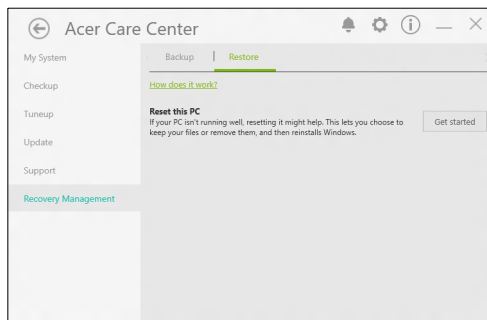 Acer Care Center
My System
Backup | Restore
Checkup
How does it work?
Tuneup
Reset this PC
If your PC isn't running well, resetting it might help. This lets you choose to
keep your files or remove them, and then reinstalls Windows.
Get started
Update
Support
Recovery Management